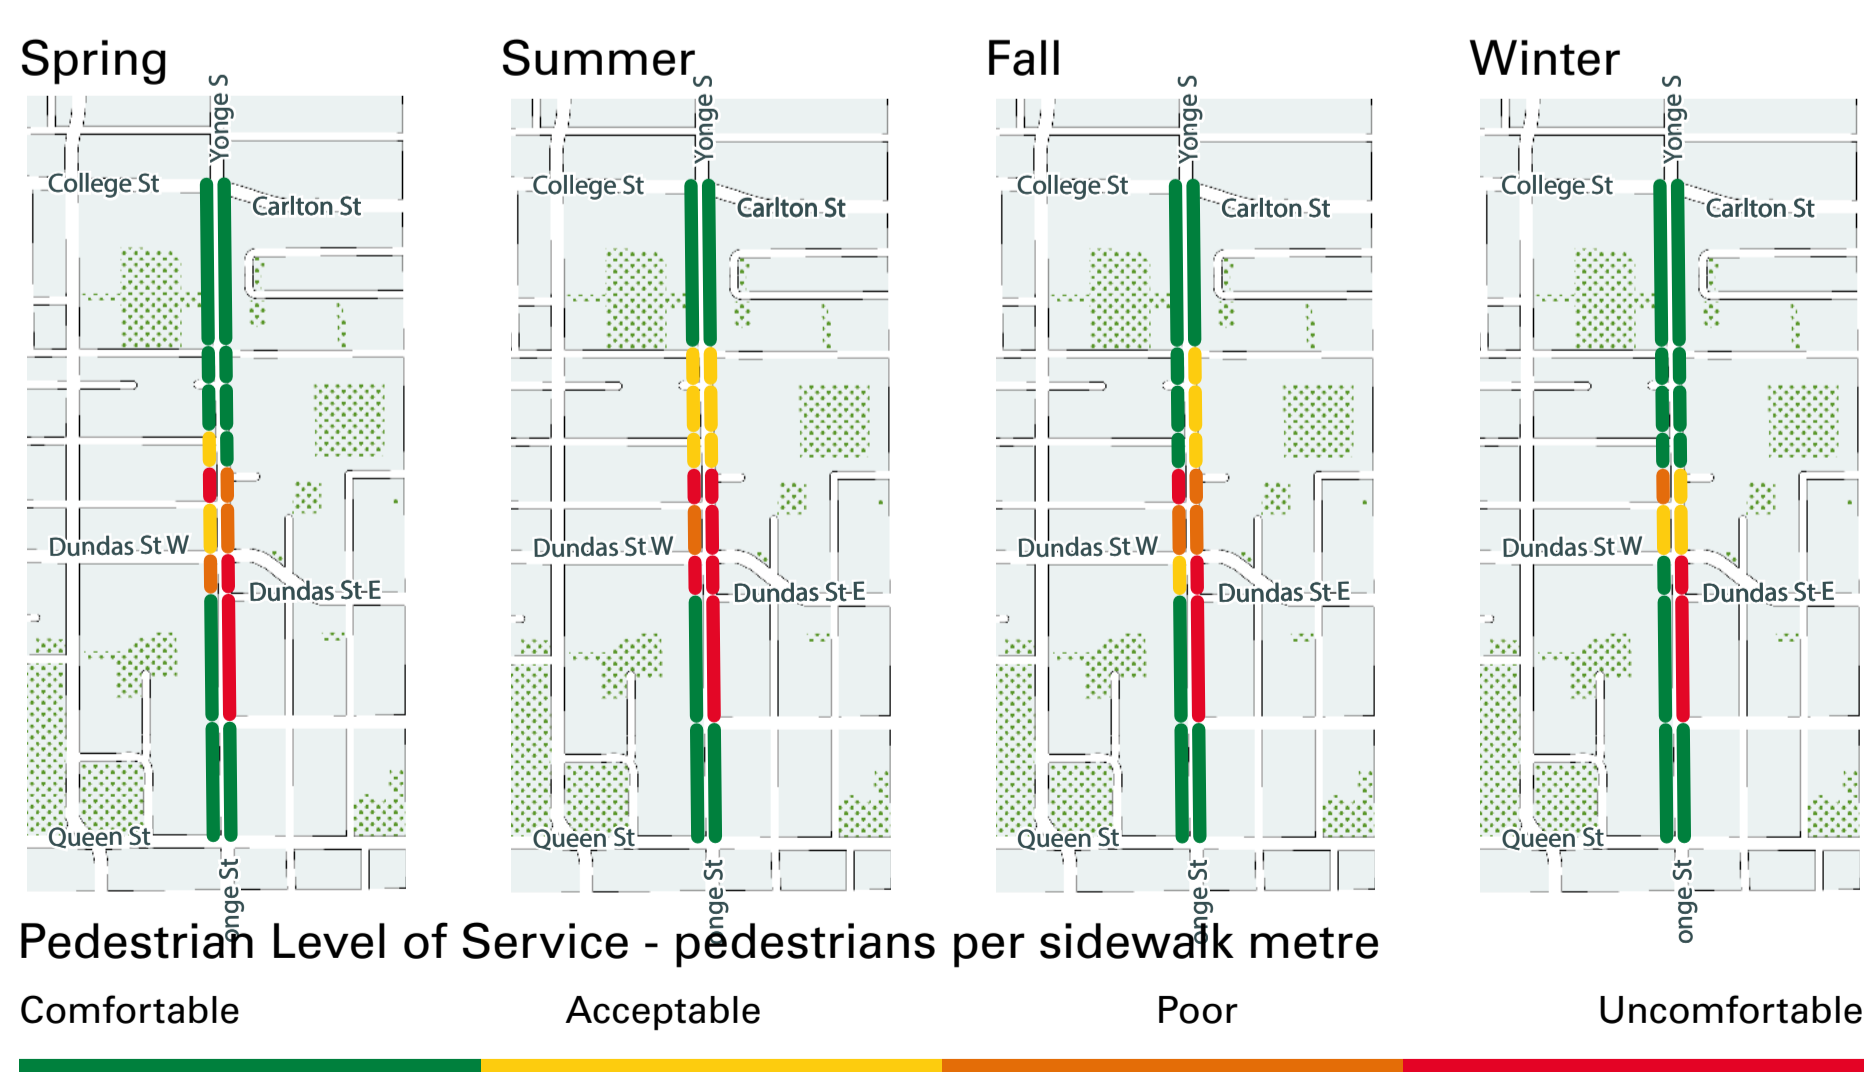 Spring
Summer
Fall
Winter
Yonge S
College St
Carlton St
Dundas St W
Dundas St E
Queen St
onge St
Yonge S
College St
Carlton St
Dundas St W
Dundas St E
Queen St
onge St
Yonge S
College St
Carlton St
Dundas St W
Dundas St E
Queen St
onge St
Yonge S
College St
Carlton St
Dundas St W
Dundas St E
Queen St
onge St
Pedestrian Level of Service - pedestrians per sidewalk metre
Comfortable
Acceptable
Poor
Uncomfortable